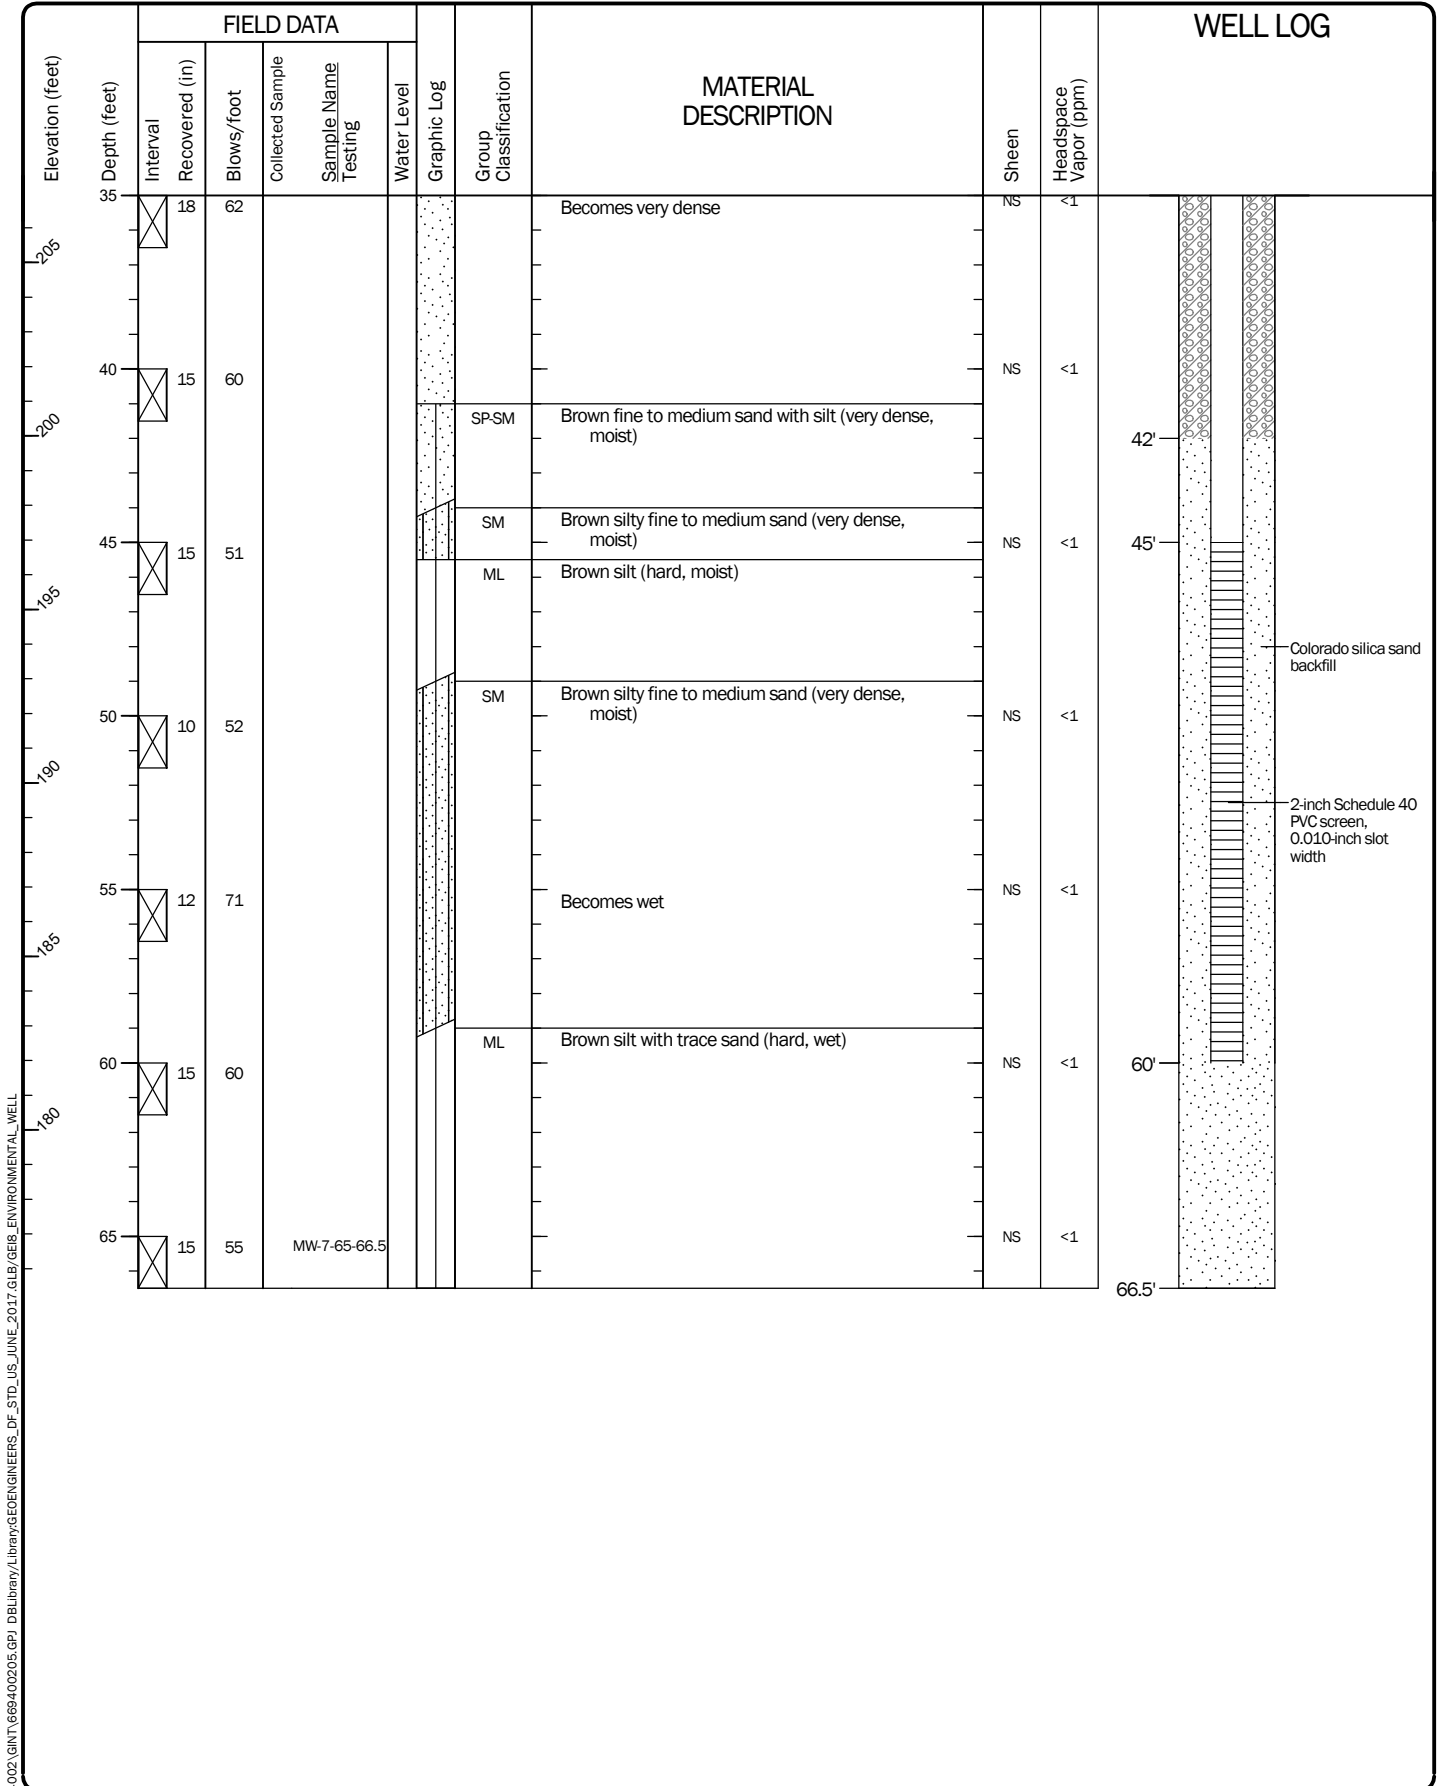 FIELD DATA
WELL LOG
Elevation (feet)
Depth (feet)
Interval
Recovered (in)
Blows/foot
Collected Sample
Sample Name
Testing
Water Level
Graphic Log
Group
Classification
MATERIAL
DESCRIPTION
Sheen
Headspace
Vapor (ppm)
35 18 62 Becomes very dense NS <1
205
40 15 60 NS <1
SP-SM Brown fine to medium sand with silt (very dense,
moist)
200
42'
SM Brown silty fine to medium sand (very dense,
moist)
45 15 51 NS <1 45'
ML Brown silt (hard, moist)
195
Colorado silica sand
backfill
SM Brown silty fine to medium sand (very dense,
moist)
50 10 52 NS <1
190
2-inch Schedule 40
PVC screen,
0.010-inch slot
width
55 12 71 Becomes wet NS <1
185
ML Brown silt with trace sand (hard, wet)
60 15 60 NS <1 60'
180
65 15 55 MW-7-65-66.5 NS <1
66.5'
002\GINT\669400205.GPJ DBLibrary/Library:GEOENGINEERS_DF_STD_US_JUNE_2017.GLB/GEI8_ENVIRONMENTAL_WELL